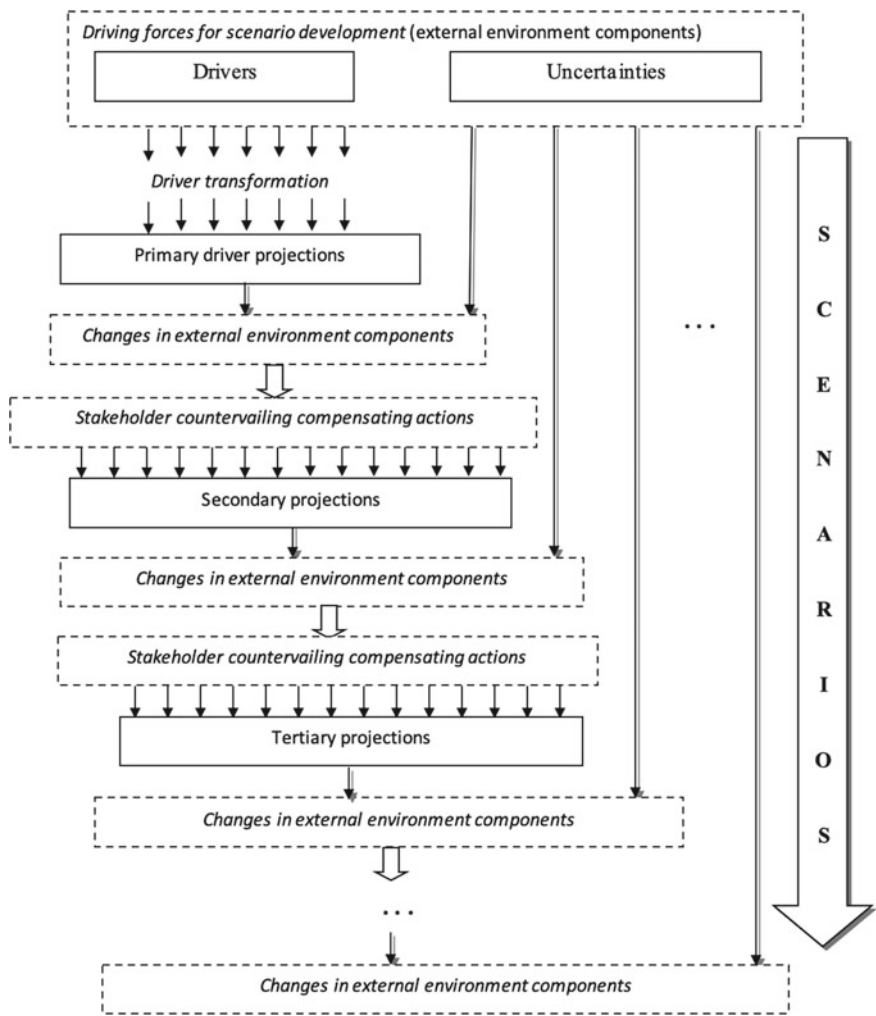 Driving forces for scenario development (external environment components)
Drivers
Uncertainties
Driver transformation
Primary driver projections
Changes in external environment components
...
Stakeholder countervailing compensating actions
Secondary projections
Changes in external environment components
Stakeholder countervailing compensating actions
Tertiary projections
Changes in external environment components
...
Changes in external environment components
S
C
E
N
A
R
I
O
S